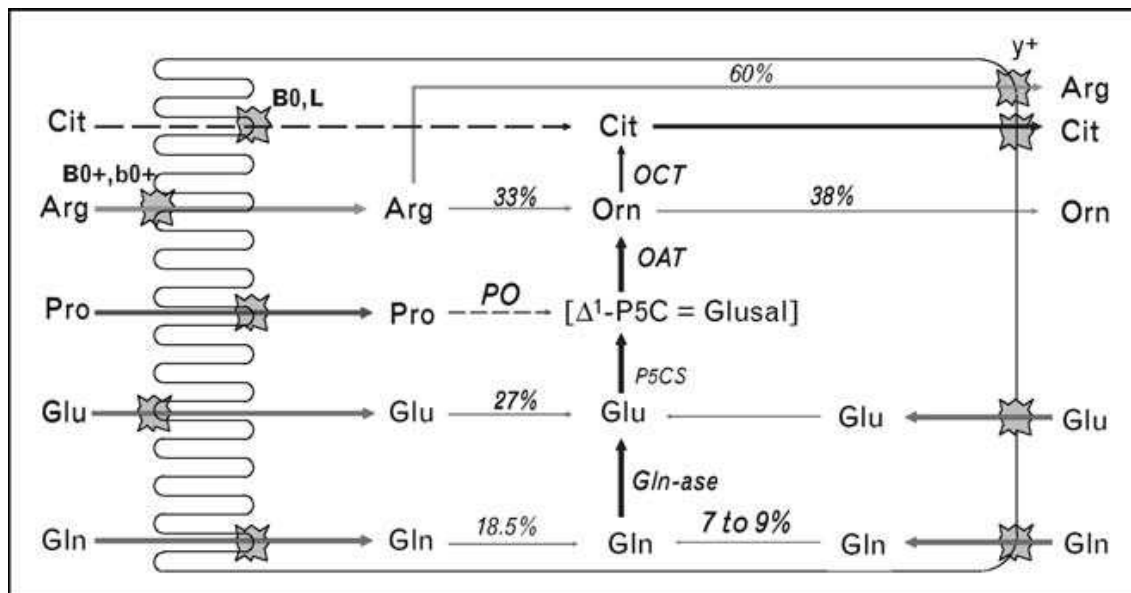 y+
60%
Arg
B0,L
Cit
Cit
Cit
B0+,b0+
OCT
Arg
Arg
33%
Orn
38%
Orn
OAT
Pro
Pro
PO
[Δ¹-P5C = Glusal]
P5CS
Glu
Glu
27%
Glu
Glu
Glu
Gln-ase
Gln
Gln
18.5%
Gln
7 to 9%
Gln
Gln